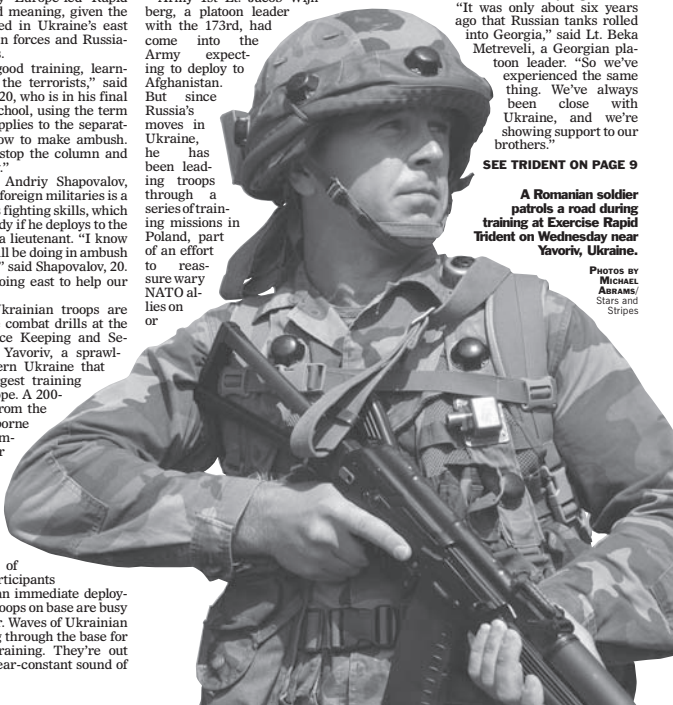 y Europe-led Rapid
d meaning, given the
ed in Ukraine's east
n forces and Russia-
s.
good training, learn-
the terrorists,” said
20, who is in his final
school, using the term
applies to the separat-
ow to make ambush.
stop the column and
.”
Andriy Shapovalov,
foreign militaries is a
s fighting skills, which
dy if he deploys to the
a lieutenant. “I know
ll be doing in ambush
” said Shapovalov, 20.
oing east to help our
Ukrainian troops are
t combat drills at the
ce Keeping and Se-
Yavoriv, a sprawl-
ern Ukraine that
gest training
ope. A 200-
rom the
borne
m-
r
of
rticipants
an immediate deploy-
roops on base are busy
r. Waves of Ukrainian
g through the base for
raining. They're out
ear-constant sound of
Army 1st Lt. Jacob Wijn-
berg, a platoon leader
with the 173rd, had
come into the
Army expect-
ing to deploy to
Afghanistan.
But since
Russia's
moves in
Ukraine,
he has
been lead-
ing troops
through a
series of train-
ing missions in
Poland, part
of an effort
to reas-
sure wary
NATO al-
lies on
or
“It was only about six years
ago that Russian tanks rolled
into Georgia,” said Lt. Beka
Metreveli, a Georgian pla-
toon leader. “So we've
experienced the same
thing. We've always
been close with
Ukraine, and we're
showing support to our
brothers.”
SEE TRIDENT ON PAGE 9
A Romanian soldier
patrols a road during
training at Exercise Rapid
Trident on Wednesday near
Yavoriv, Ukraine.
PHOTOS BY
MICHAEL
ABRAMS/
Stars and
Stripes